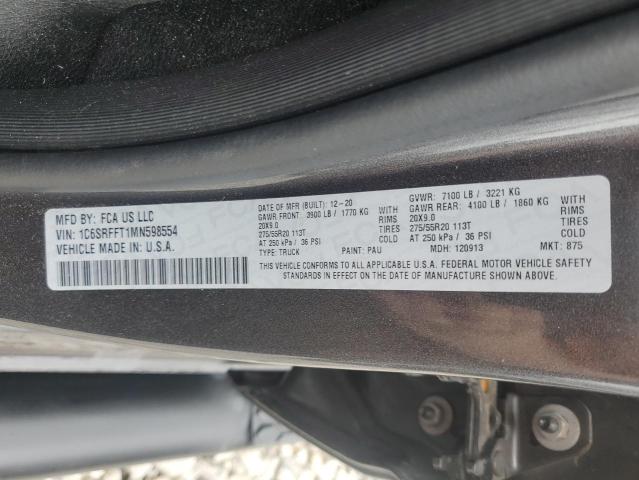 MFD BY: FCA US LLC
VIN: 1C6SRFFT1MN598554
VEHICLE MADE IN U.S.A.
DATE OF MFR (BUILT): 12-20
GAWR FRONT: 3900 LB / 1770 KG WITH
20X9.0 RIMS
275/55R20 113T TIRES
AT 250 kPa / 36 PSI COLD
TYPE: TRUCK PAINT: PAU
GVWR: 7100 LB / 3221 KG
GAWR REAR: 4100 LB / 1860 KG WITH
20X9.0 RIMS
275/55R20 113T TIRES
AT 250 kPa / 36 PSI COLD
MDH: 120913 MKT: 875
THIS VEHICLE CONFORMS TO ALL APPLICABLE U.S.A. FEDERAL MOTOR VEHICLE SAFETY
STANDARDS IN EFFECT ON THE DATE OF MANUFACTURE SHOWN ABOVE.